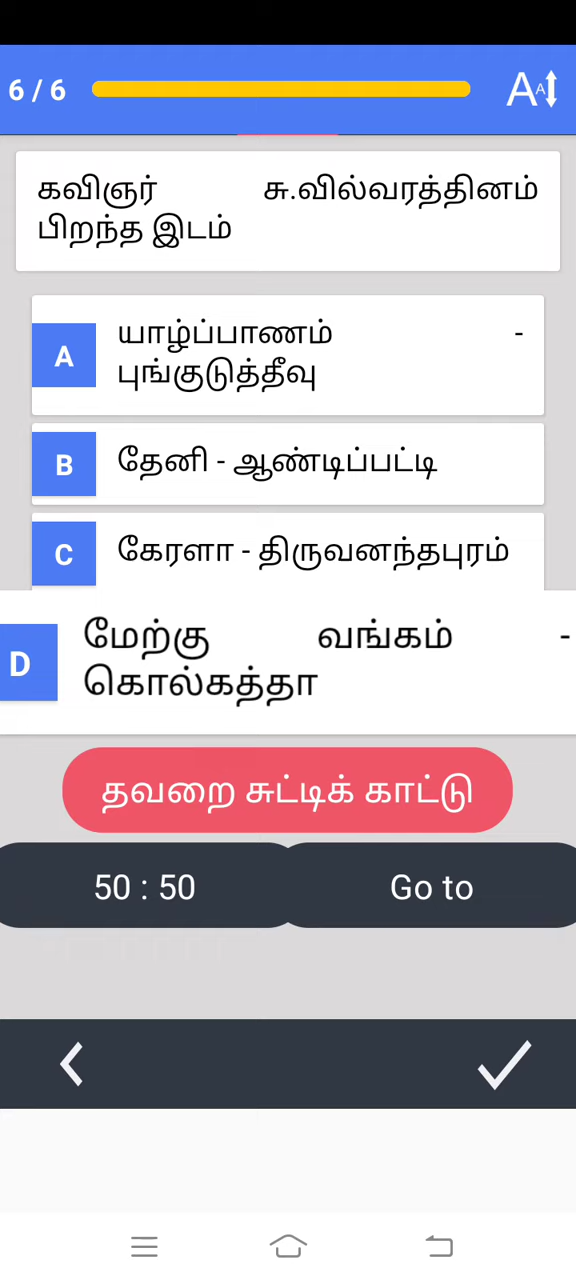 6 / 6
AA
கவிஞர் சு.வில்வரத்தினம்
பிறந்த இடம்
A
யாழ்ப்பாணம் -
புங்குடுத்தீவு
B
தேனி - ஆண்டிப்பட்டி
C
கேரளா - திருவனந்தபுரம்
D
மேற்கு வங்கம் -
கொல்கத்தா
தவறை சுட்டிக் காட்டு
50 : 50
Go to